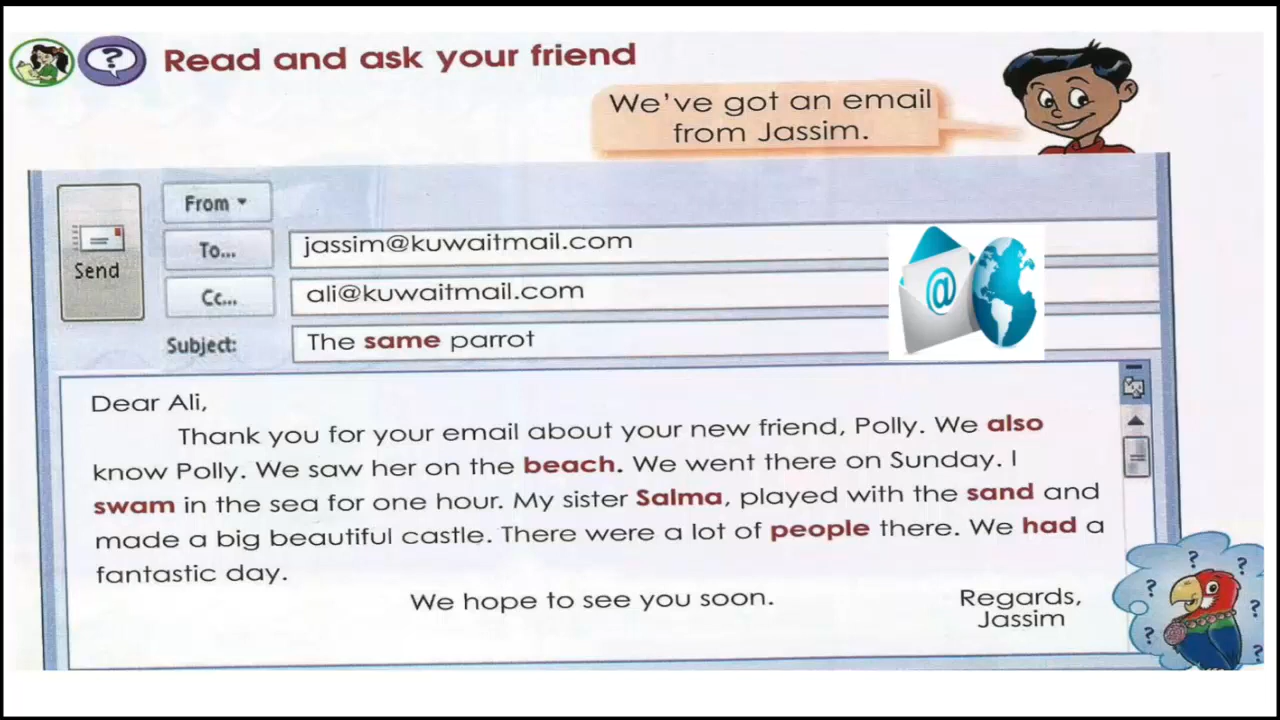 Read and ask your friend
We've got an email
from Jassim.
From
To...
jassim@kuwaitmail.com
Send
Cc...
ali@kuwaitmail.com
Subject:
The same parrot
Dear Ali,
Thank you for your email about your new friend, Polly. We also
know Polly. We saw her on the beach. We went there on Sunday. I
swam in the sea for one hour. My sister Salma, played with the sand and
made a big beautiful castle. There were a lot of people there. We had a
fantastic day.
We hope to see you soon.
Regards,
Jassim